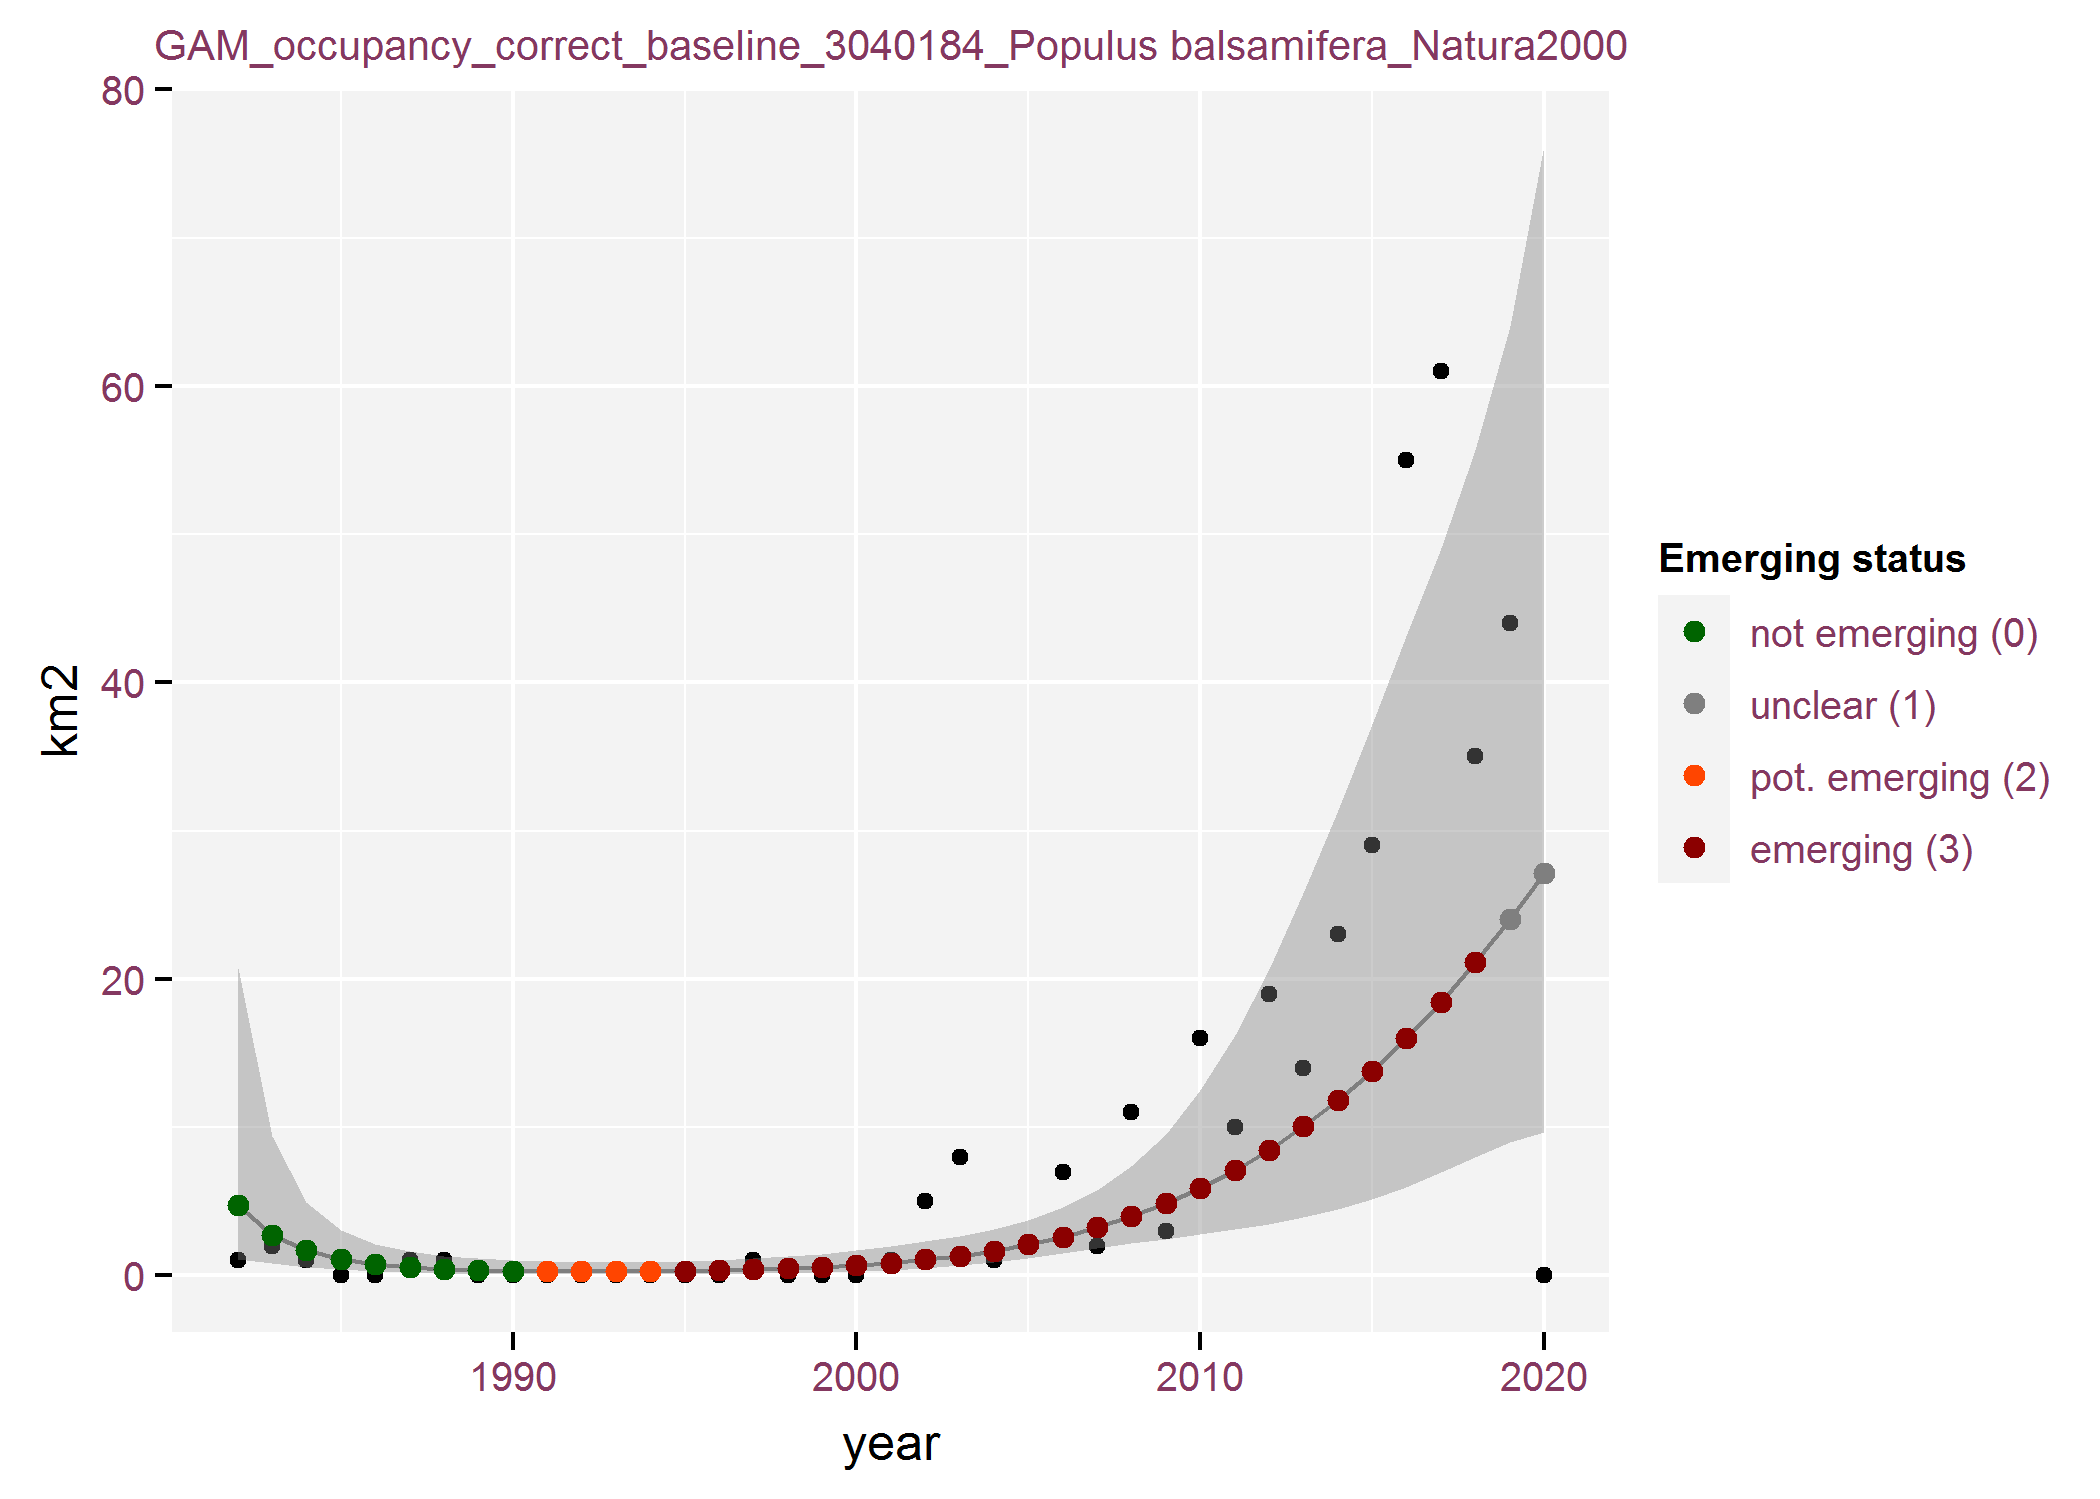 GAM_occupancy_correct_baseline_3040184_Populus balsamifera_Natura2000
80
60
40
20
0
km2
1990
2000
2010
2020
year
Emerging status
not emerging (0)
unclear (1)
pot. emerging (2)
emerging (3)